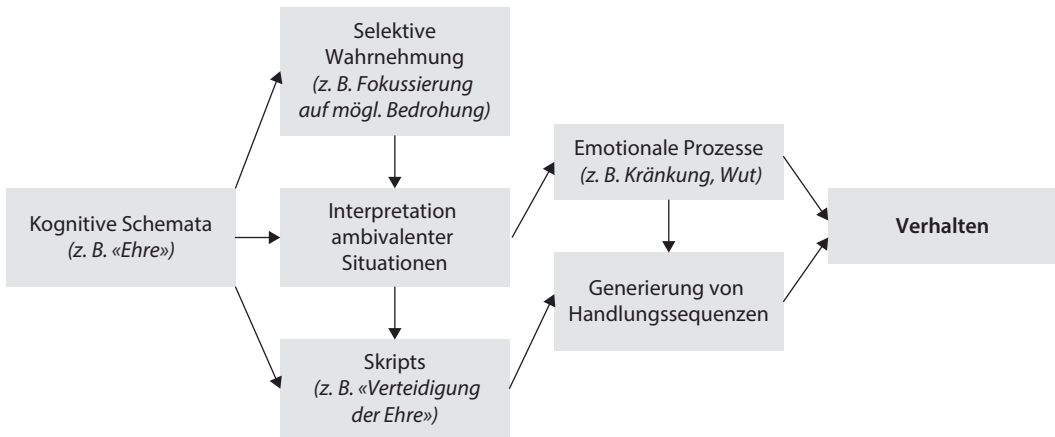 Selektive
Wahrnehmung
(z. B. Fokussierung
auf mögl. Bedrohung)
Kognitive Schemata
(z. B. «Ehre»)
Interpretation
ambivalenter
Situationen
Skripts
(z. B. «Verteidigung
der Ehre»)
Emotionale Prozesse
(z. B. Kränkung, Wut)
Generierung von
Handlungssequenzen
Verhalten